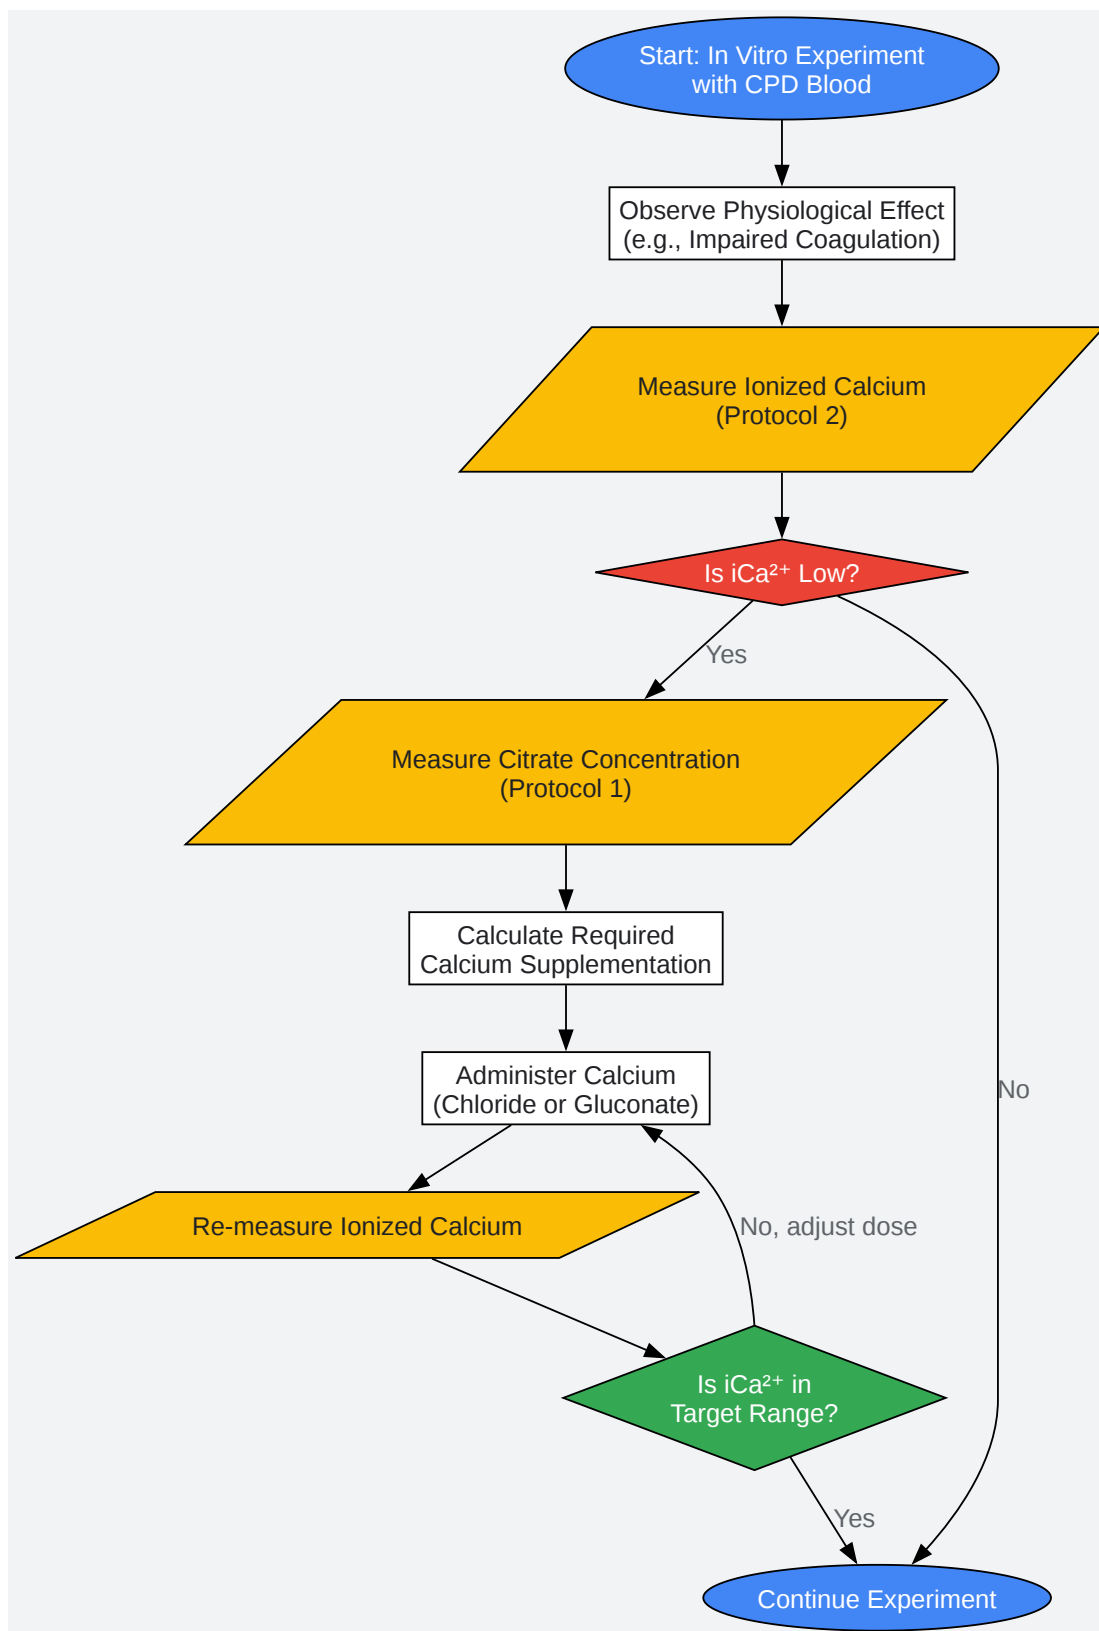 Start: In Vitro Experiment
with CPD Blood
Observe Physiological Effect
(e.g., Impaired Coagulation)
Measure Ionized Calcium
(Protocol 2)
Is iCa²⁺ Low?
Yes
Measure Citrate Concentration
(Protocol 1)
Calculate Required
Calcium Supplementation
Administer Calcium
(Chloride or Gluconate)
No
Re-measure Ionized Calcium
No, adjust dose
Is iCa²⁺ in
Target Range?
Yes
Continue Experiment